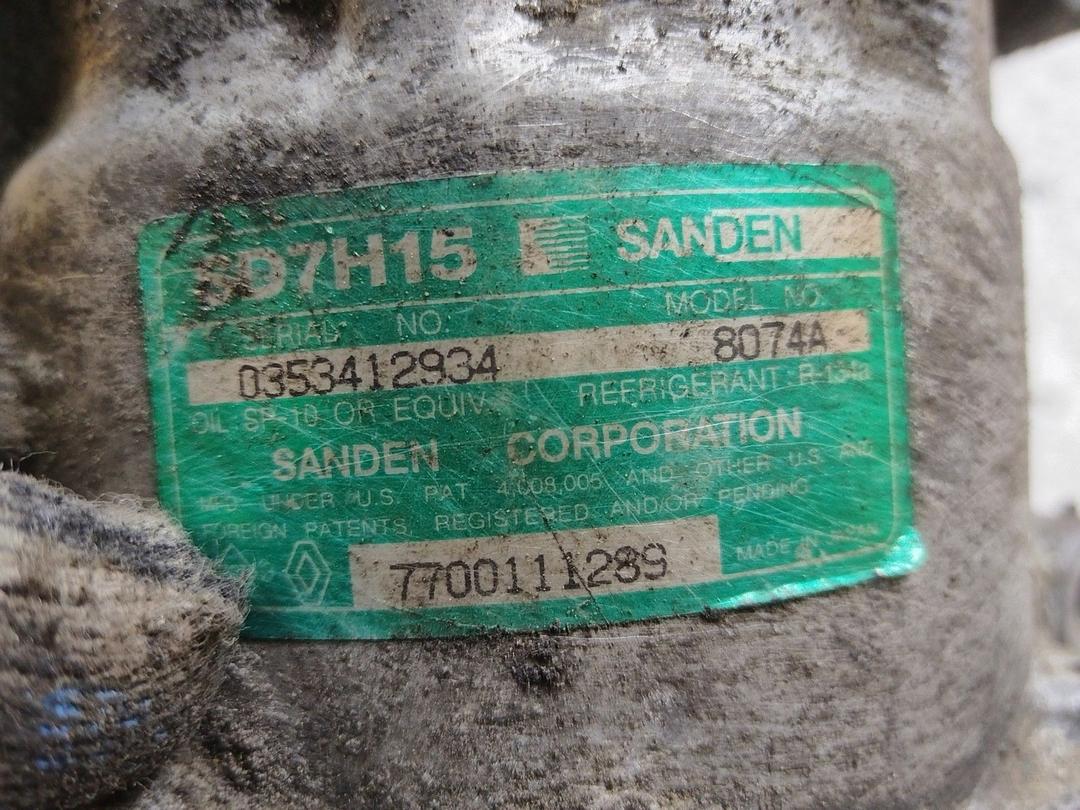 SD7H15 SANDEN
SERIAL NO. MODEL NO.
0353412934 8074A
OIL SP-10 OR EQUIV. REFRIGERANT R-134a
SANDEN CORPORATION
MFD UNDER U.S. PAT 4,008,005 AND OTHER U.S. AND
FOREIGN PATENTS, REGISTERED AND/OR PENDING
7700111289 MADE IN